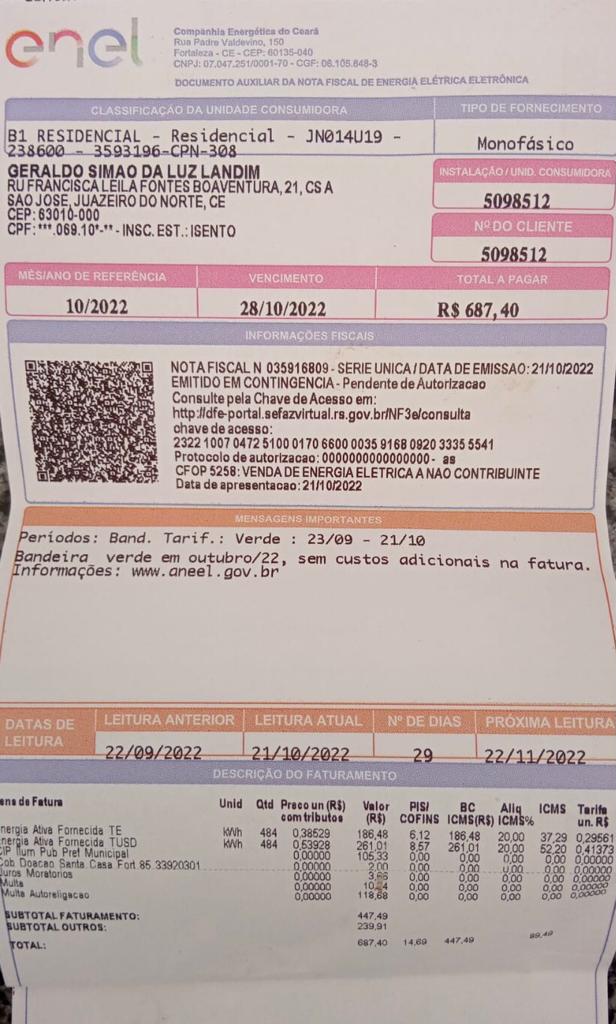 enel
Companhia Energética do Ceará
Rua Padre Valdevino, 150
Fortaleza - CE - CEP: 60135-040
CNPJ: 07.047.251/0001-70 - CGF: 06.105.848-3
DOCUMENTO AUXILIAR DA NOTA FISCAL DE ENERGIA ELÉTRICA ELETRÔNICA
CLASSIFICAÇÃO DA UNIDADE CONSUMIDORA
TIPO DE FORNECIMENTO
B1 RESIDENCIAL - Residencial - JN014U19 -
238600 - 3593196-CPN-308
Monofásico
GERALDO SIMAO DA LUZ LANDIM
RU FRANCISCA LEILA FONTES BOAVENTURA, 21, CS A
SAO JOSE, JUAZEIRO DO NORTE, CE
CEP: 63010-000
CPF: ***.069.10*-** - INSC. EST.: ISENTO
INSTALAÇÃO / UNID. CONSUMIDORA
5098512
Nº DO CLIENTE
5098512
MÊS/ANO DE REFERÊNCIA VENCIMENTO TOTAL A PAGAR
10/2022 28/10/2022 R$ 687,40
INFORMAÇÕES FISCAIS
NOTA FISCAL N 035916809 - SERIE UNICA / DATA DE EMISSAO: 21/10/2022
EMITIDO EM CONTINGENCIA - Pendente de Autorizacao
Consulte pela Chave de Acesso em:
http://dfe-portal.sefazvirtual.rs.gov.br/NF3e/consulta
chave de acesso:
2322 1007 0472 5100 0170 6600 0035 9168 0920 3335 5541
Protocolo de autorizacao: 0000000000000000 - as
CFOP 5258: VENDA DE ENERGIA ELETRICA A NAO CONTRIBUINTE
Data de apresentacao: 21/10/2022
MENSAGENS IMPORTANTES
Períodos: Band. Tarif.: Verde : 23/09 - 21/10
Bandeira verde em outubro/22, sem custos adicionais na fatura.
Informações: www.aneel.gov.br
DATAS DE LEITURA
LEITURA ANTERIOR LEITURA ATUAL Nº DE DIAS PRÓXIMA LEITURA
22/09/2022 21/10/2022 29 22/11/2022
DESCRIÇÃO DO FATURAMENTO
ens de Fatura Unid Qtd Preco un (R$) com tributos Valor (R$) PIS/ COFINS BC ICMS(R$) Aliq ICMS% ICMS Tarifa un. R$
nergia Ativa Fornecida TE kWh 484 0,38529 186,48 6,12 186,48 20,00 37,29 0,29561
nergia Ativa Fornecida TUSD kWh 484 0,53928 261,01 8,57 261,01 20,00 52,20 0,41373
CIP Ilum Pub Pref Municipal 0,00000 105,33 0,00 0,00 0,00 0,00 0,00000
Cob Doacao Santa Casa Fort 85 33920301 0,00000 2,00 0,00 0,00 0,00 0,00 0,00000
Juros Moratorios 0,00000 0,00 0,00 0,00 0,00 0,00000
Multa 0,00000 0,00 0,00 0,00 0,00 0,00000
Multa Autoreligacao 0,00000 118,68 0,00 0,00 0,00 0,00 0,00000
SUBTOTAL FATURAMENTO: 447,49
SUBTOTAL OUTROS: 239,91
TOTAL: 687,40 14,69 447,49 89,49